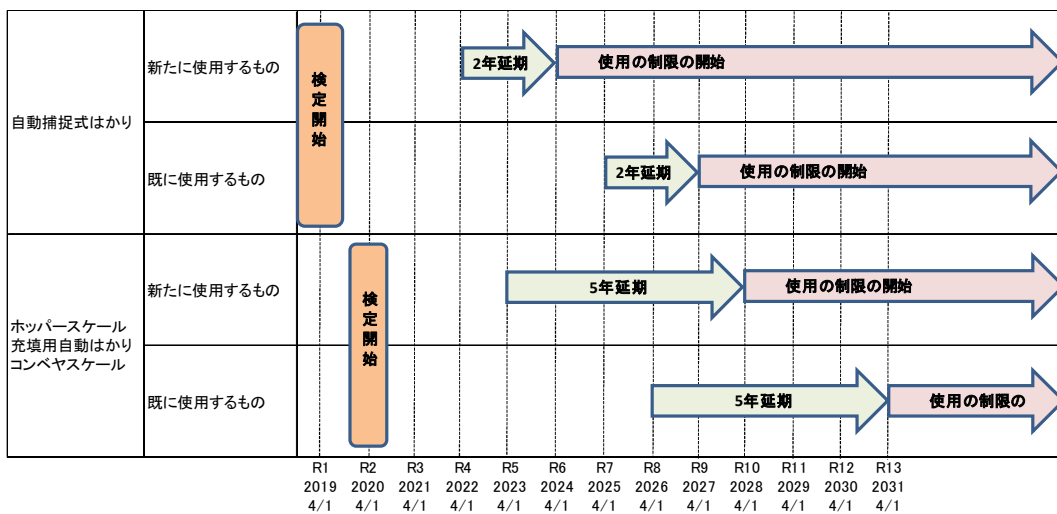 自動捕捉式はかり
新たに使用するもの
検定開始
2年延期
使用の制限の開始
既に使用するもの
2年延期
使用の制限の開始
ホッパースケール
充填用自動はかり
コンベヤスケール
新たに使用するもの
検定開始
5年延期
使用の制限の開始
既に使用するもの
5年延期
使用の制限の
R1 R2 R3 R4 R5 R6 R7 R8 R9 R10 R11 R12 R13
2019 2020 2021 2022 2023 2024 2025 2026 2027 2028 2029 2030 2031
4/1 4/1 4/1 4/1 4/1 4/1 4/1 4/1 4/1 4/1 4/1 4/1 4/1